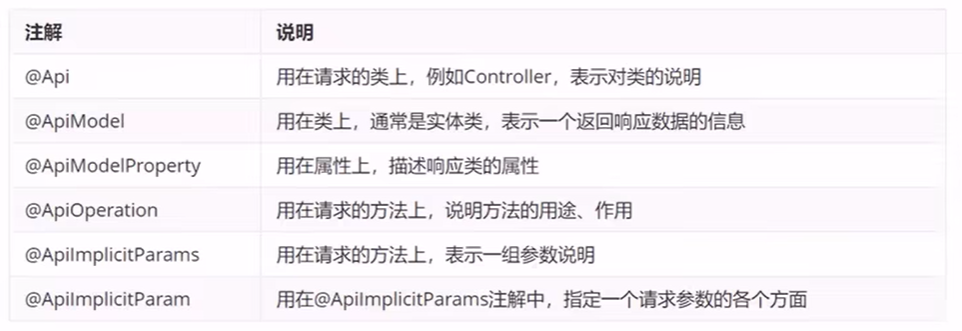 注解 说明
@Api 用在请求的类上，例如Controller，表示对类的说明
@ApiModel 用在类上，通常是实体类，表示一个返回响应数据的信息
@ApiModelProperty 用在属性上，描述响应类的属性
@ApiOperation 用在请求的方法上，说明方法的用途、作用
@ApiImplicitParams 用在请求的方法上，表示一组参数说明
@ApiImplicitParam 用在@ApiImplicitParams注解中，指定一个请求参数的各个方面